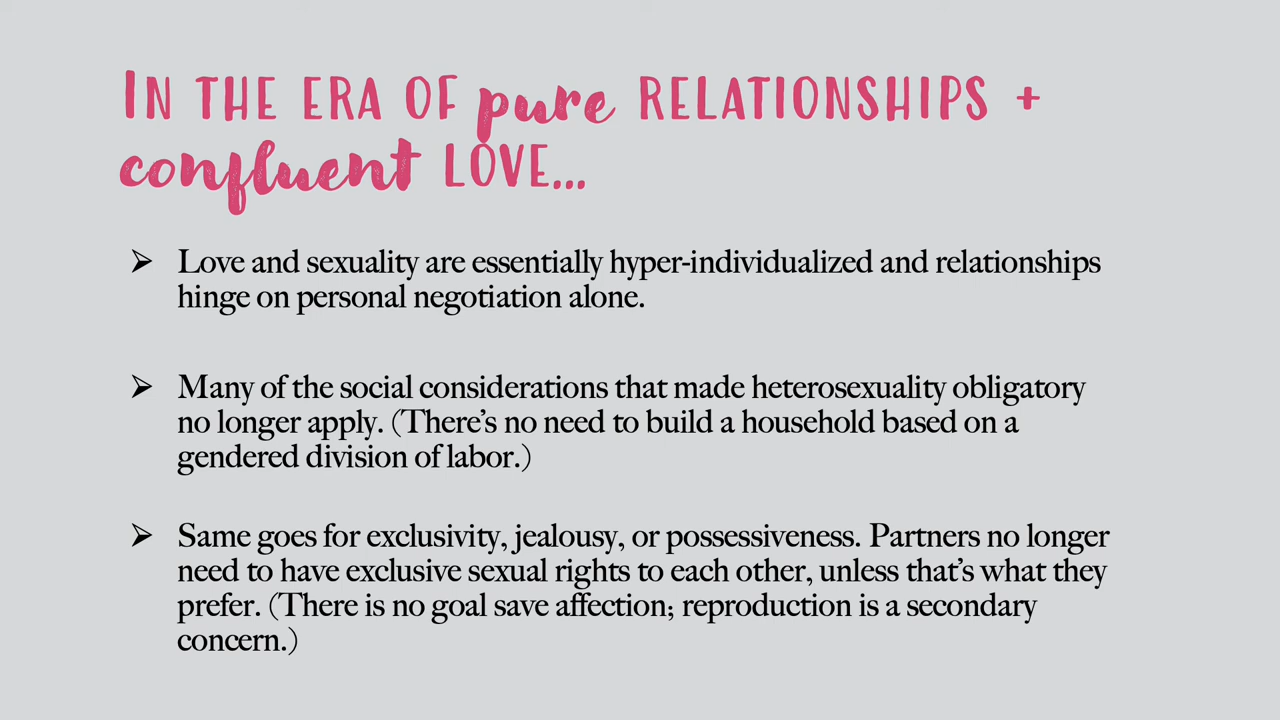 IN THE ERA OF pure RELATIONSHIPS +
confluent LOVE...
➢ Love and sexuality are essentially hyper-individualized and relationships
hinge on personal negotiation alone.
➢ Many of the social considerations that made heterosexuality obligatory
no longer apply. (There’s no need to build a household based on a
gendered division of labor.)
➢ Same goes for exclusivity, jealousy, or possessiveness. Partners no longer
need to have exclusive sexual rights to each other, unless that’s what they
prefer. (There is no goal save affection; reproduction is a secondary
concern.)